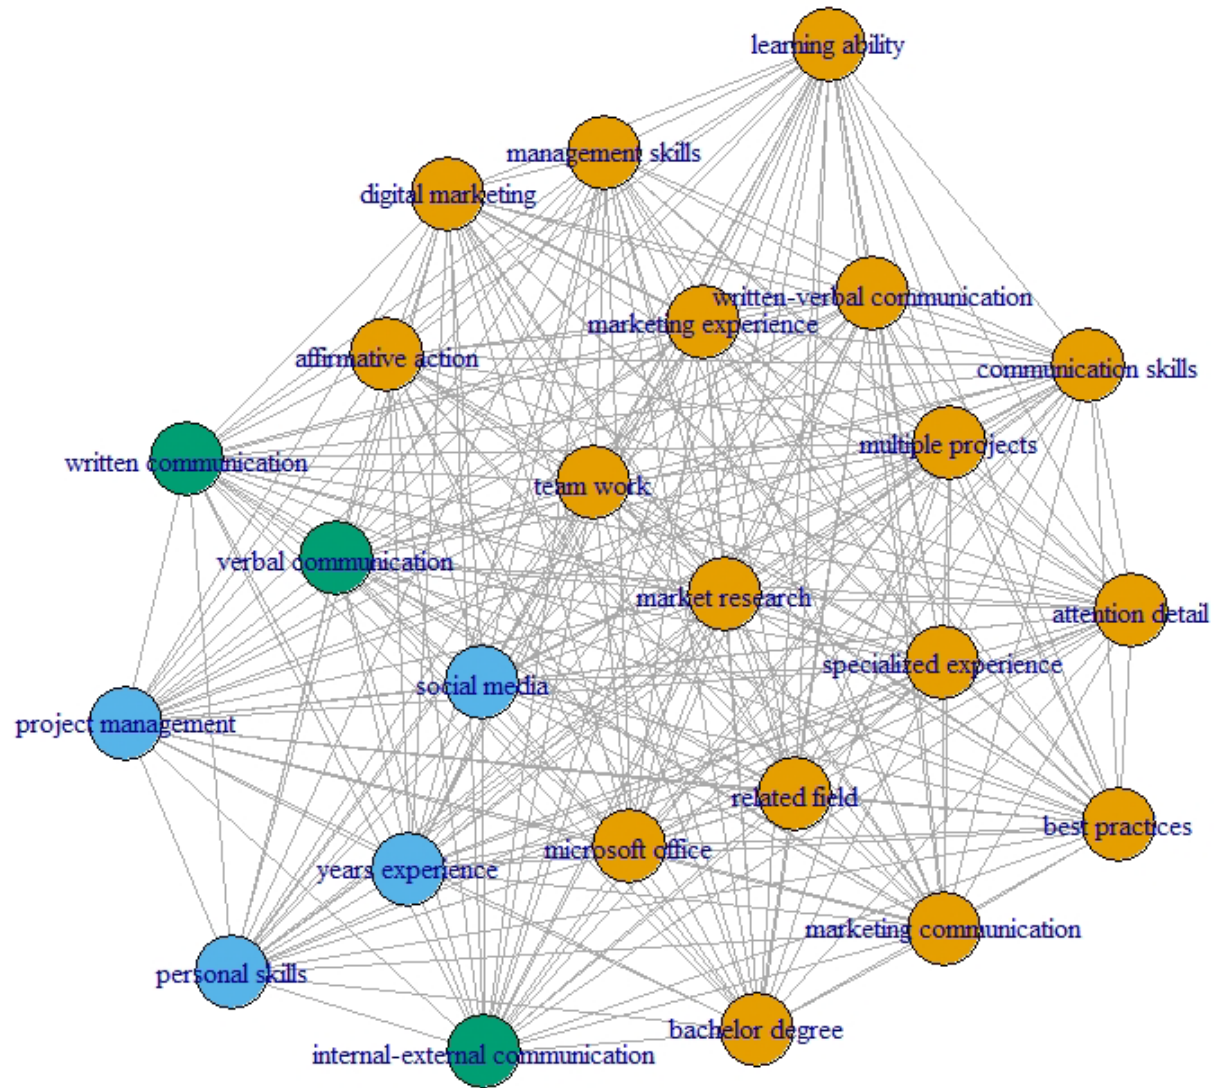 learning ability
management skills
digital marketing
written-verbal communication
marketing experience
affirmative action
communication skills
multiple projects
written communication
team work
verbal communication
market research
attention detail
specialized experience
social media
project management
related field
best practices
microsoft office
years experience
marketing communication
personal skills
bachelor degree
internal-external communication